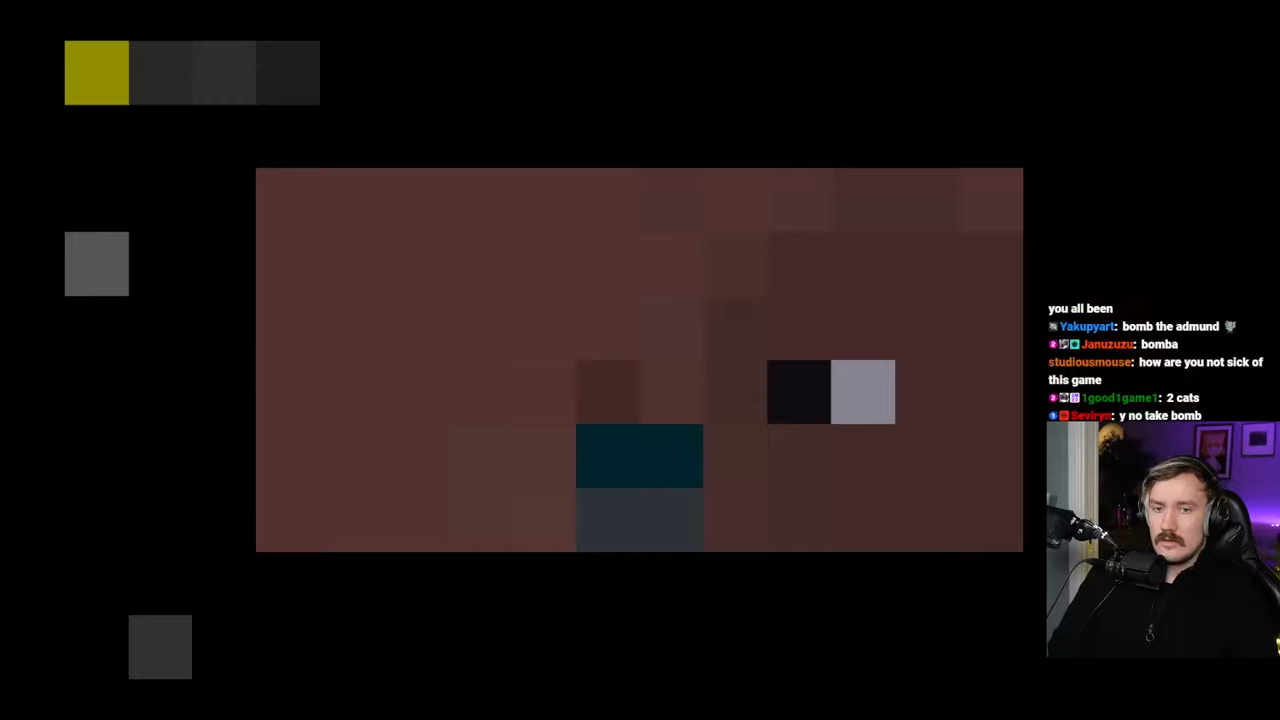 you all been
Yakupyart: bomb the admund
Januzuzu: bomba
studiousmouse: how are you not sick of
this game
1good1game1: 2 cats
Seviryn: y no take bomb